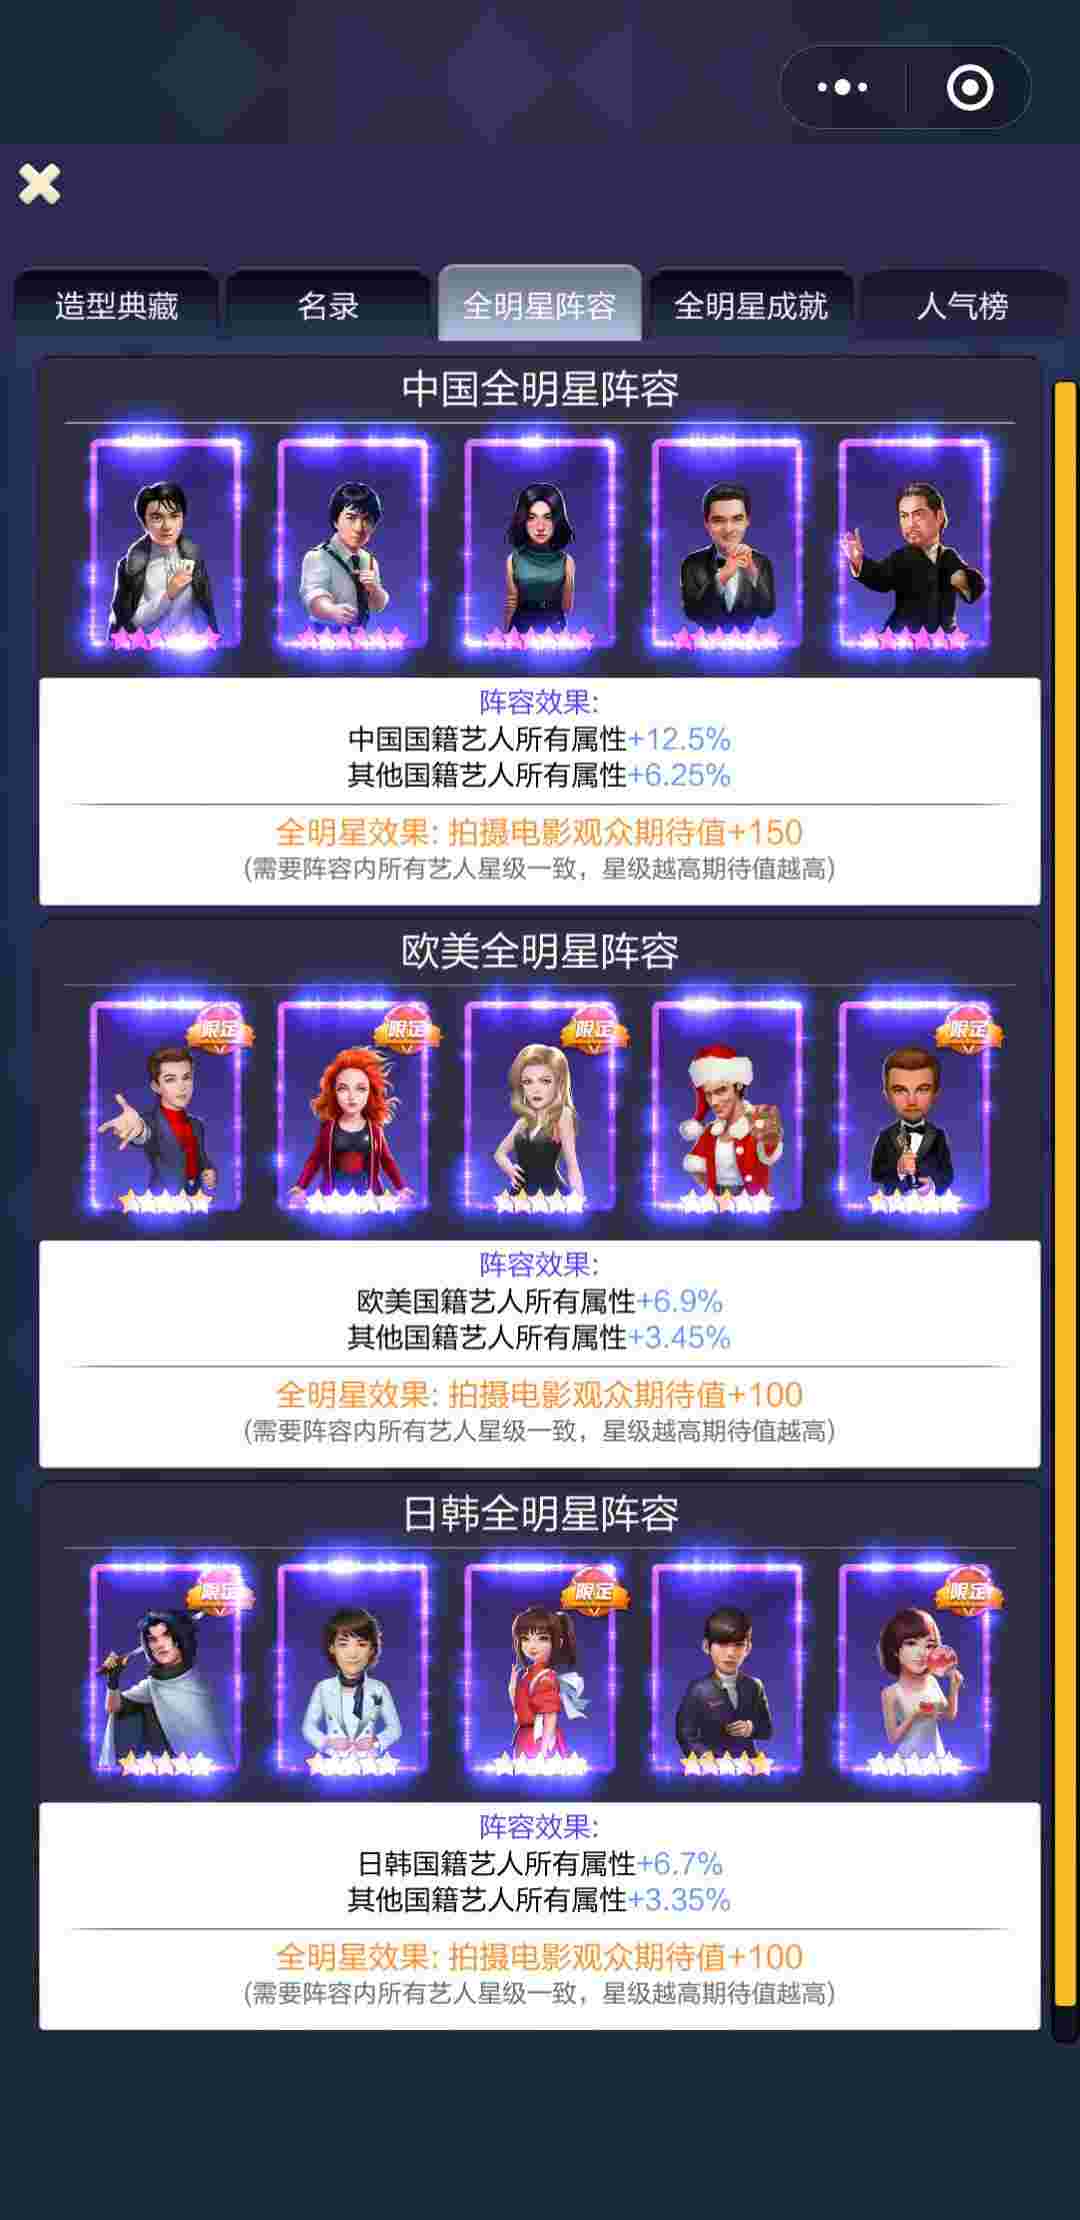 造型典藏 名录 全明星阵容 全明星成就 人气榜
中国全明星阵容
阵容效果:
中国国籍艺人所有属性+12.5%
其他国籍艺人所有属性+6.25%
全明星效果: 拍摄电影观众期待值+150
(需要阵容内所有艺人星级一致，星级越高期待值越高)
欧美全明星阵容
限定 限定 限定 限定
阵容效果:
欧美国籍艺人所有属性+6.9%
其他国籍艺人所有属性+3.45%
全明星效果: 拍摄电影观众期待值+100
(需要阵容内所有艺人星级一致，星级越高期待值越高)
日韩全明星阵容
限定 限定 限定
阵容效果:
日韩国籍艺人所有属性+6.7%
其他国籍艺人所有属性+3.35%
全明星效果: 拍摄电影观众期待值+100
(需要阵容内所有艺人星级一致，星级越高期待值越高)